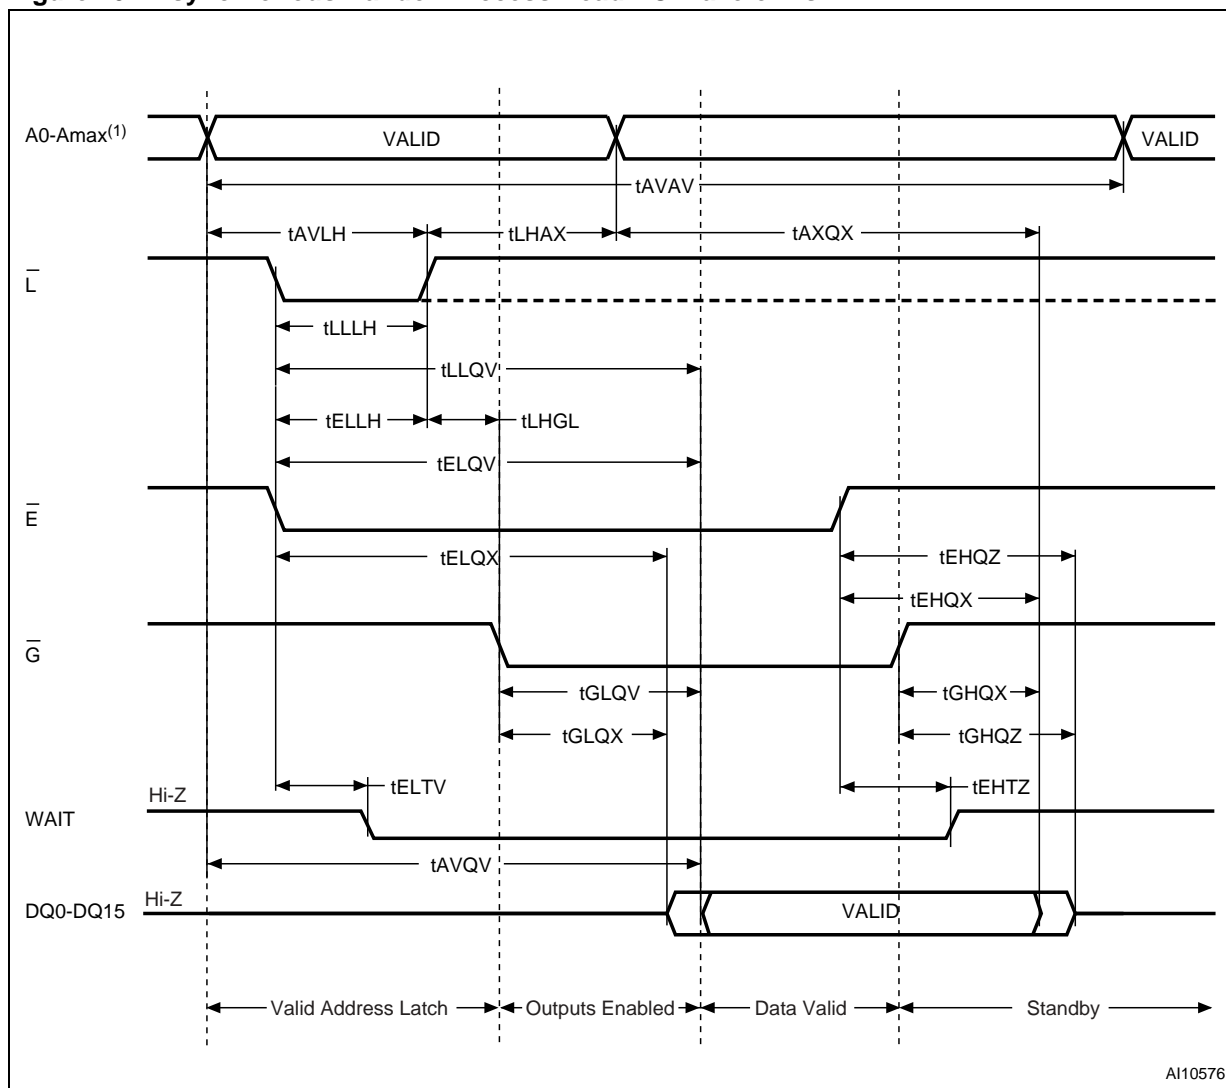 A0-Amax(1)
VALID
VALID
tAVAV
tAVLH
tLHAX
tAXQX
L
tLLLH
tLLQV
tELLH
tLHGL
tELQV
E
tELQX
tEHQZ
tEHQX
G
tGLQV
tGHQX
tGLQX
tGHQZ
tELTV
tEHTZ
Hi-Z
WAIT
tAVQV
Hi-Z
DQ0-DQ15
VALID
Valid Address Latch
Outputs Enabled
Data Valid
Standby
AI10576